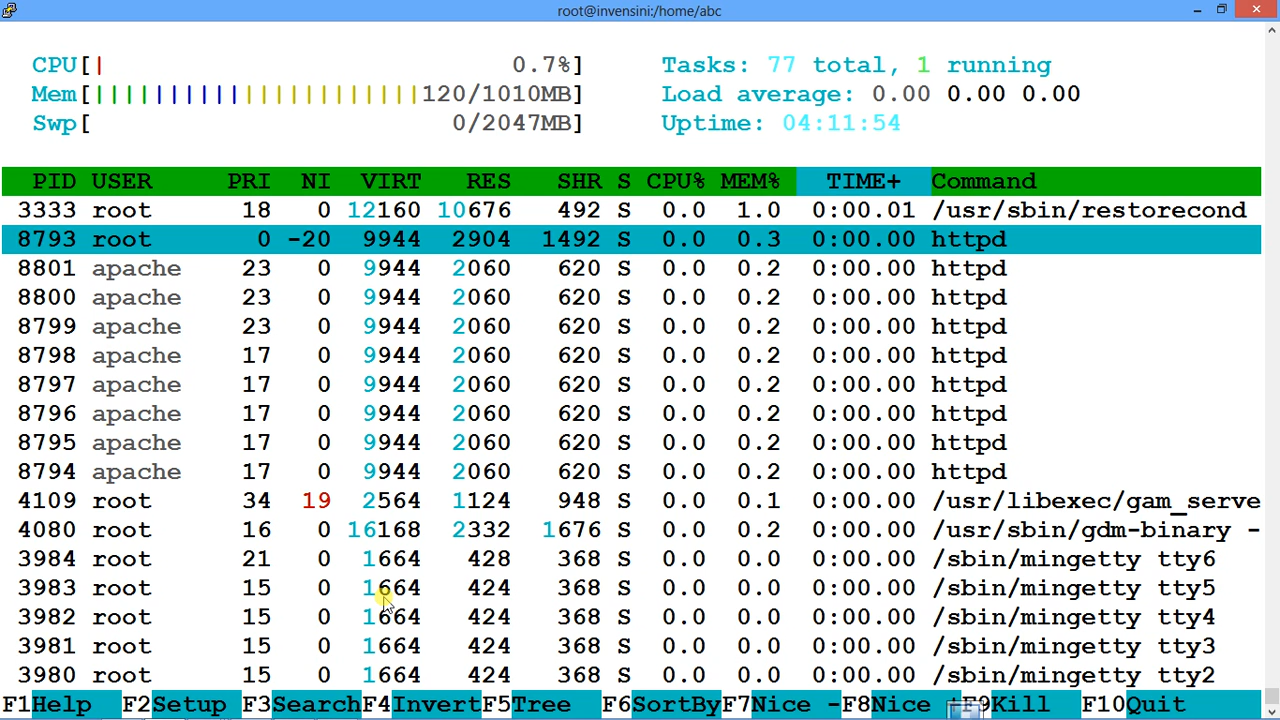 root@invensini:/home/abc
CPU[| 0.7%] Tasks: 77 total, 1 running
Mem[||||||||||||||||||||||120/1010MB] Load average: 0.00 0.00 0.00
Swp[ 0/2047MB] Uptime: 04:11:54
PID USER PRI NI VIRT RES SHR S CPU% MEM% TIME+ Command
3333 root 18 0 12160 10676 492 S 0.0 1.0 0:00.01 /usr/sbin/restorecond
8793 root 0 -20 9944 2904 1492 S 0.0 0.3 0:00.00 httpd
8801 apache 23 0 9944 2060 620 S 0.0 0.2 0:00.00 httpd
8800 apache 23 0 9944 2060 620 S 0.0 0.2 0:00.00 httpd
8799 apache 23 0 9944 2060 620 S 0.0 0.2 0:00.00 httpd
8798 apache 17 0 9944 2060 620 S 0.0 0.2 0:00.00 httpd
8797 apache 17 0 9944 2060 620 S 0.0 0.2 0:00.00 httpd
8796 apache 17 0 9944 2060 620 S 0.0 0.2 0:00.00 httpd
8795 apache 17 0 9944 2060 620 S 0.0 0.2 0:00.00 httpd
8794 apache 17 0 9944 2060 620 S 0.0 0.2 0:00.00 httpd
4109 root 34 19 2564 1124 948 S 0.0 0.1 0:00.00 /usr/libexec/gam_serve
4080 root 16 0 16168 2332 1676 S 0.0 0.2 0:00.00 /usr/sbin/gdm-binary -
3984 root 21 0 1664 428 368 S 0.0 0.0 0:00.00 /sbin/mingetty tty6
3983 root 15 0 1664 424 368 S 0.0 0.0 0:00.00 /sbin/mingetty tty5
3982 root 15 0 1664 424 368 S 0.0 0.0 0:00.00 /sbin/mingetty tty4
3981 root 15 0 1664 424 368 S 0.0 0.0 0:00.00 /sbin/mingetty tty3
3980 root 15 0 1664 424 368 S 0.0 0.0 0:00.00 /sbin/mingetty tty2
F1Help F2Setup F3SearchF4InvertF5Tree F6SortByF7Nice -F8Nice +F9Kill F10Quit